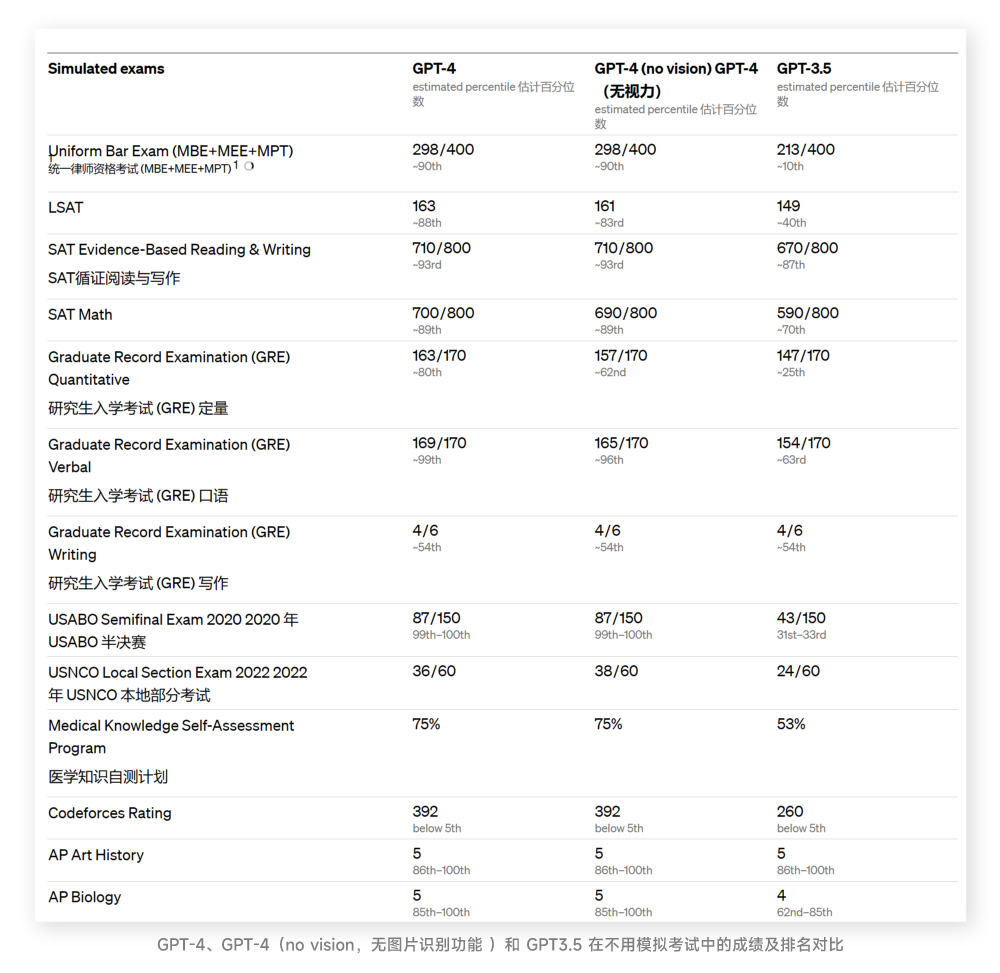 Simulated exams GPT-4 GPT-4 (no vision) GPT-4 GPT-3.5
estimated percentile 估计百分位 （无视力） estimated percentile 估计百分位
数 estimated percentile 估计百分位 数
数
Uniform Bar Exam (MBE+MEE+MPT) 298/400 298/400 213/400
1
统一律师资格考试 (MBE+MEE+MPT) 1 ~90th ~90th ~10th
LSAT 163 161 149
~88th ~83rd ~40th
SAT Evidence-Based Reading & Writing 710/800 710/800 670/800
~93rd ~93rd ~87th
SAT循证阅读与写作
SAT Math 700/800 690/800 590/800
~89th ~89th ~70th
Graduate Record Examination (GRE) 163/170 157/170 147/170
Quantitative ~80th ~62nd ~25th
研究生入学考试 (GRE) 定量
Graduate Record Examination (GRE) 169/170 165/170 154/170
Verbal ~99th ~96th ~63rd
研究生入学考试 (GRE) 口语
Graduate Record Examination (GRE) 4/6 4/6 4/6
Writing ~54th ~54th ~54th
研究生入学考试 (GRE) 写作
USABO Semifinal Exam 2020 2020 年 87/150 87/150 43/150
USABO 半决赛 99th–100th 99th–100th 31st–33rd
USNCO Local Section Exam 2022 2022 36/60 38/60 24/60
年 USNCO 本地部分考试
Medical Knowledge Self-Assessment 75% 75% 53%
Program
医学知识自测计划
Codeforces Rating 392 392 260
below 5th below 5th below 5th
AP Art History 5 5 5
86th–100th 86th–100th 86th–100th
AP Biology 5 5 4
85th–100th 85th–100th 62nd–85th
GPT-4、GPT-4（no vision，无图片识别功能 ）和 GPT3.5 在不用模拟考试中的成绩及排名对比